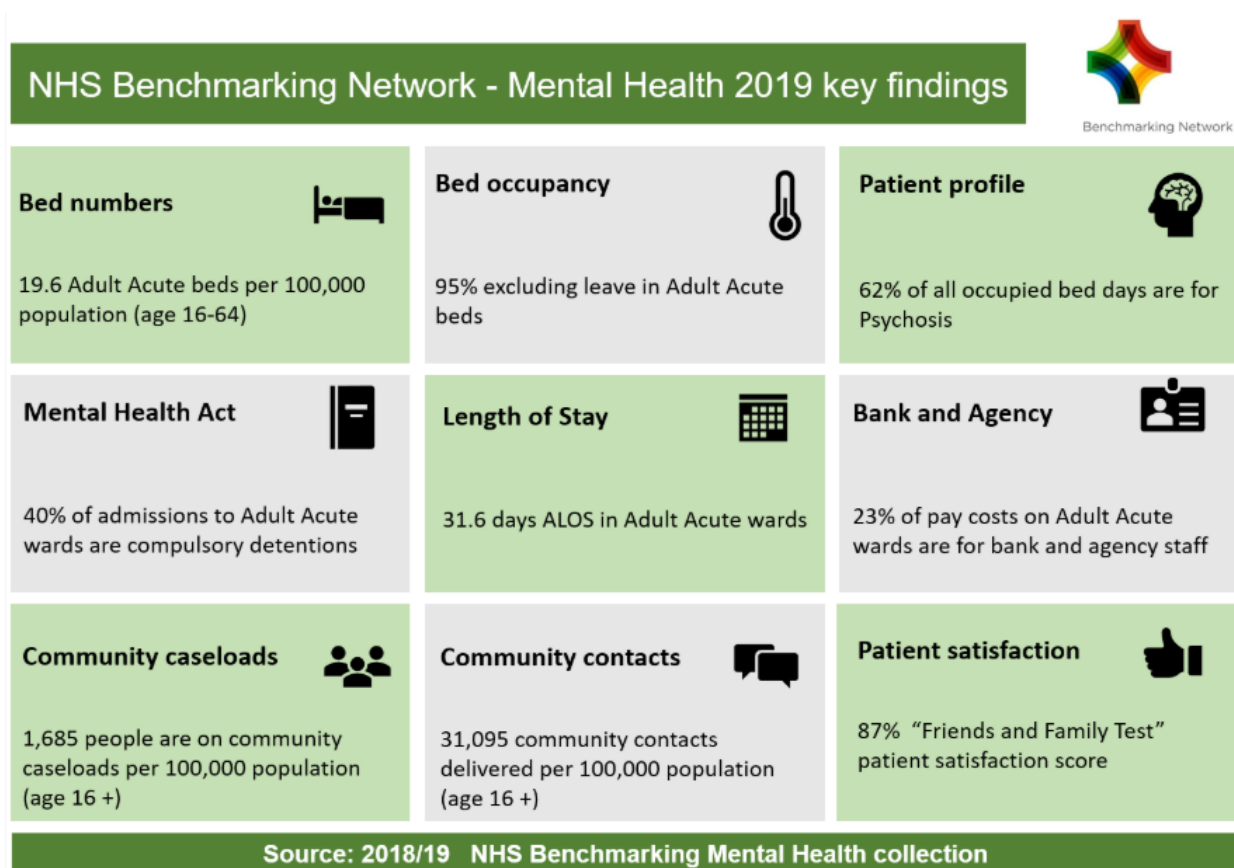 NHS Benchmarking Network - Mental Health 2019 key findings
Benchmarking Network
Bed numbers
19.6 Adult Acute beds per 100,000
population (age 16-64)
Bed occupancy
95% excluding leave in Adult Acute
beds
Patient profile
62% of all occupied bed days are for
Psychosis
Mental Health Act
40% of admissions to Adult Acute
wards are compulsory detentions
Length of Stay
31.6 days ALOS in Adult Acute wards
Bank and Agency
23% of pay costs on Adult Acute
wards are for bank and agency staff
Community caseloads
1,685 people are on community
caseloads per 100,000 population
(age 16 +)
Community contacts
31,095 community contacts
delivered per 100,000 population
(age 16 +)
Patient satisfaction
87% “Friends and Family Test”
patient satisfaction score
Source: 2018/19 NHS Benchmarking Mental Health collection